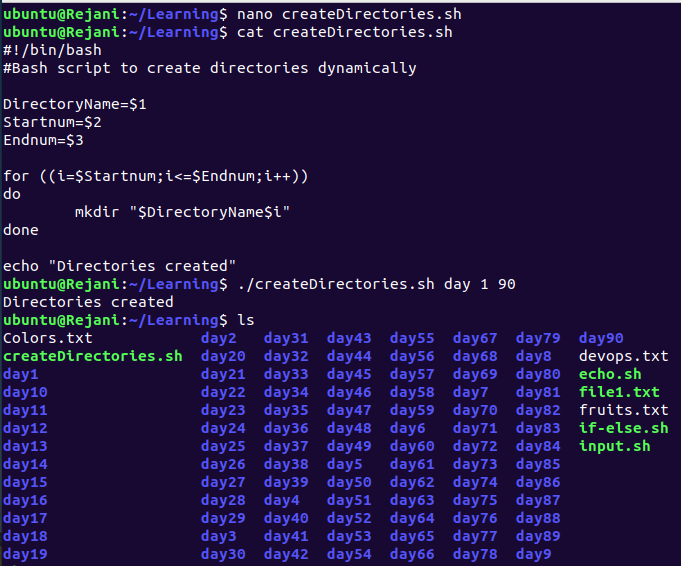 ubuntu@Rejani:~/Learning$ nano createDirectories.sh
ubuntu@Rejani:~/Learning$ cat createDirectories.sh
#!/bin/bash
#Bash script to create directories dynamically
DirectoryName=$1
Startnum=$2
Endnum=$3
for ((i=$Startnum;i<=$Endnum;i++))
do
mkdir "$DirectoryName$i"
done
echo "Directories created"
ubuntu@Rejani:~/Learning$ ./createDirectories.sh day 1 90
Directories created
ubuntu@Rejani:~/Learning$ ls
Colors.txt day2 day31 day43 day55 day67 day79 day90
createDirectories.sh day20 day32 day44 day56 day68 day8 devops.txt
day1 day21 day33 day45 day57 day69 day80 echo.sh
day10 day22 day34 day46 day58 day7 day81 file1.txt
day11 day23 day35 day47 day59 day70 day82 fruits.txt
day12 day24 day36 day48 day6 day71 day83 if-else.sh
day13 day25 day37 day49 day60 day72 day84 input.sh
day14 day26 day38 day5 day61 day73 day85
day15 day27 day39 day50 day62 day74 day86
day16 day28 day4 day51 day63 day75 day87
day17 day29 day40 day52 day64 day76 day88
day18 day3 day41 day53 day65 day77 day89
day19 day30 day42 day54 day66 day78 day9